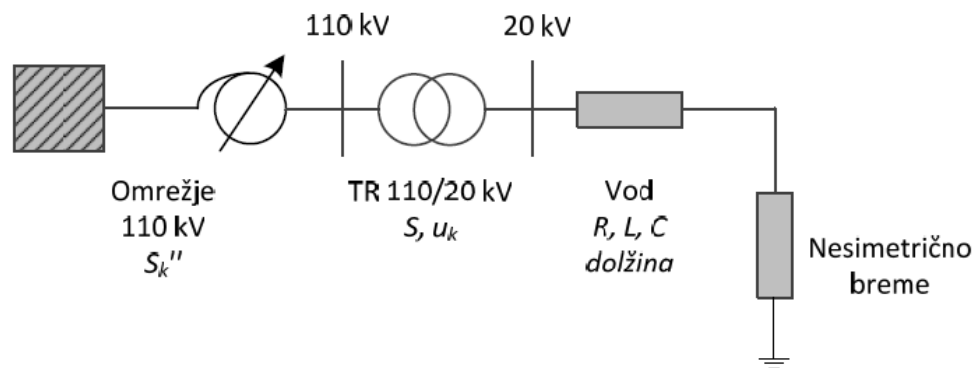 110 kV
20 kV
Omrežje
110 kV
Sk''
TR 110/20 kV
S, uk
Vod
R, L, C
dolžina
Nesimetrično
breme